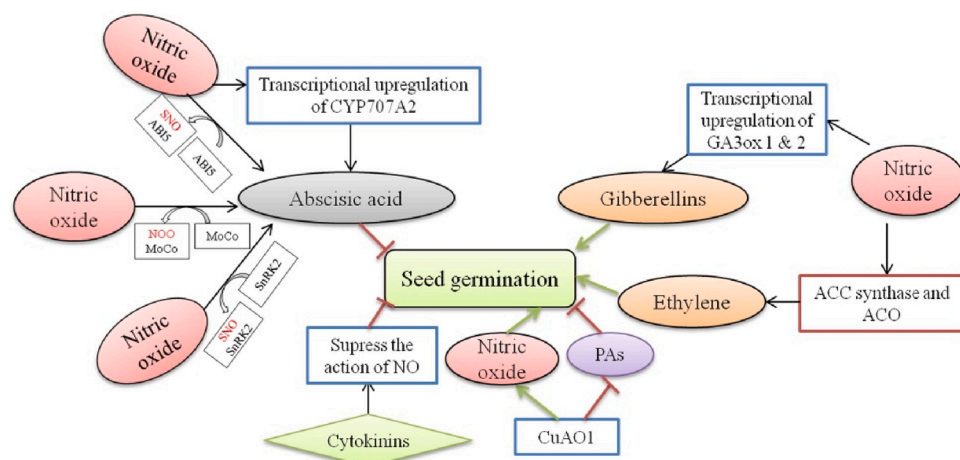 Nitric
oxide
Transcriptional upregulation
of CYP707A2
SNO
ABI5
ABI5
Transcriptional
upregulation of
GA3ox 1 & 2
Nitric
oxide
Nitric
oxide
Abscisic acid
Gibberellins
NOO
MoCo
MoCo
Seed germination
SnRK2
SNO
SnRK2
Ethylene
ACC synthase and
ACO
Nitric
oxide
Supress the
action of NO
Nitric
oxide
PAs
Cytokinins
CuAO1